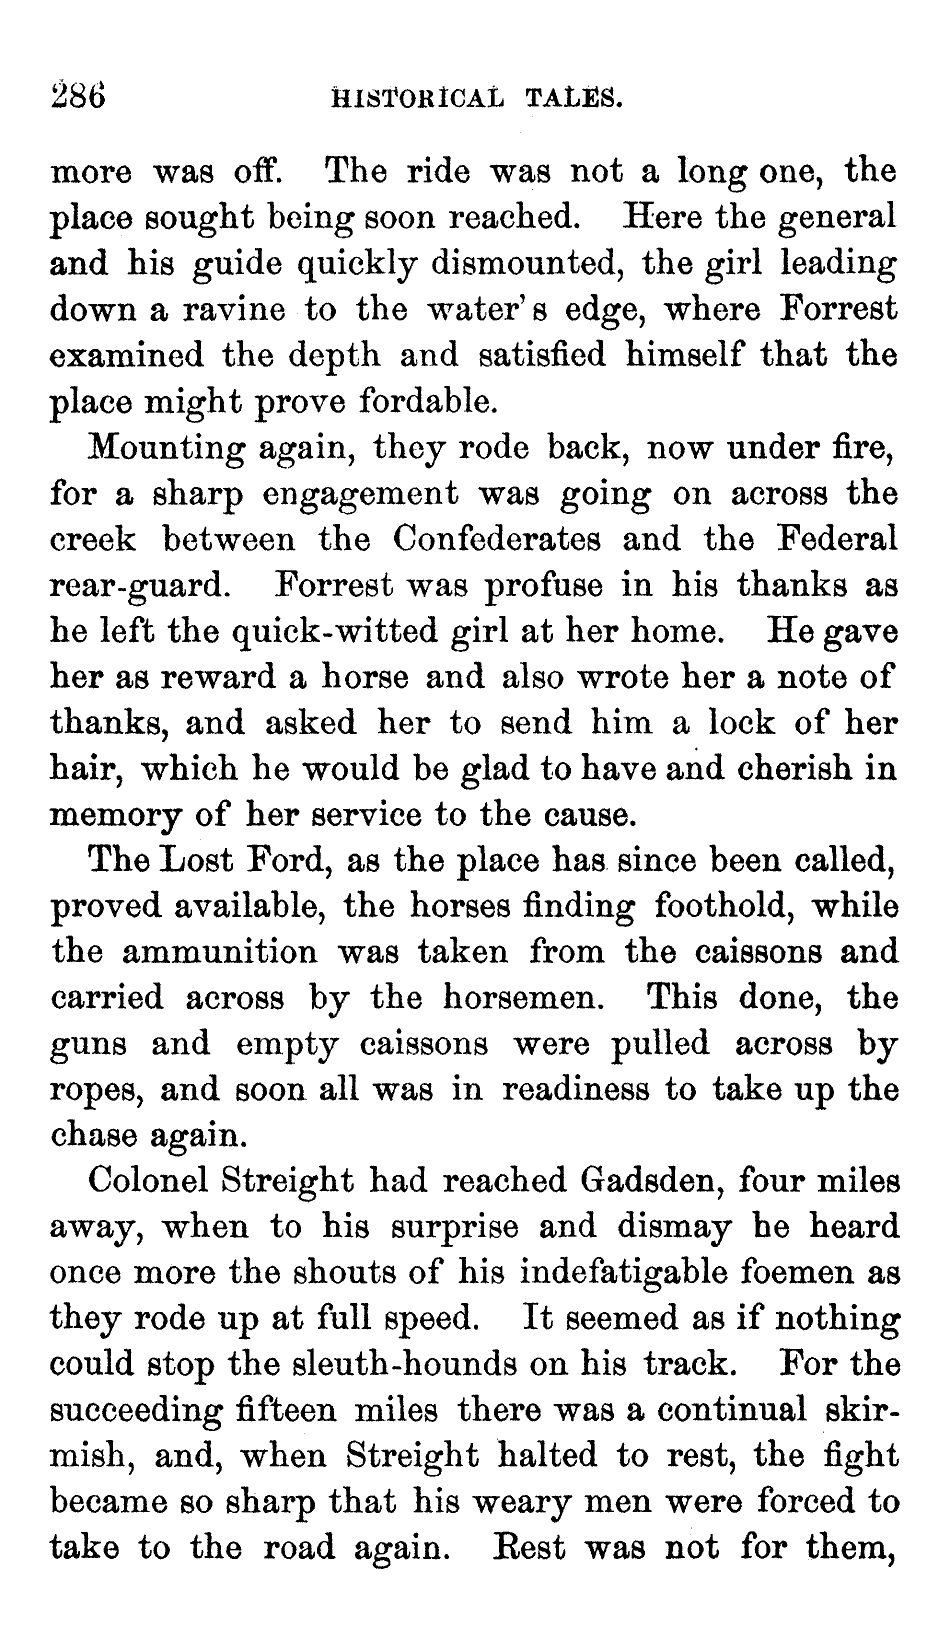 286 HISTORICAL TALES.
more was off. The ride was not a long one, the
place sought being soon reached. Here the general
and his guide quickly dismounted, the girl leading
down a ravine to the water's edge, where Forrest
examined the depth and satisfied himself that the
place might prove fordable.
Mounting again, they rode back, now under fire,
for a sharp engagement was going on across the
creek between the Confederates and the Federal
rear-guard. Forrest was profuse in his thanks as
he left the quick-witted girl at her home. He gave
her as reward a horse and also wrote her a note of
thanks, and asked her to send him a lock of her
hair, which he would be glad to have and cherish in
memory of her service to the cause.
The Lost Ford, as the place has since been called,
proved available, the horses finding foothold, while
the ammunition was taken from the caissons and
carried across by the horsemen. This done, the
guns and empty caissons were pulled across by
ropes, and soon all was in readiness to take up the
chase again.
Colonel Streight had reached Gadsden, four miles
away, when to his surprise and dismay he heard
once more the shouts of his indefatigable foemen as
they rode up at full speed. It seemed as if nothing
could stop the sleuth-hounds on his track. For the
succeeding fifteen miles there was a continual skir-
mish, and, when Streight halted to rest, the fight
became so sharp that his weary men were forced to
take to the road again. Rest was not for them,